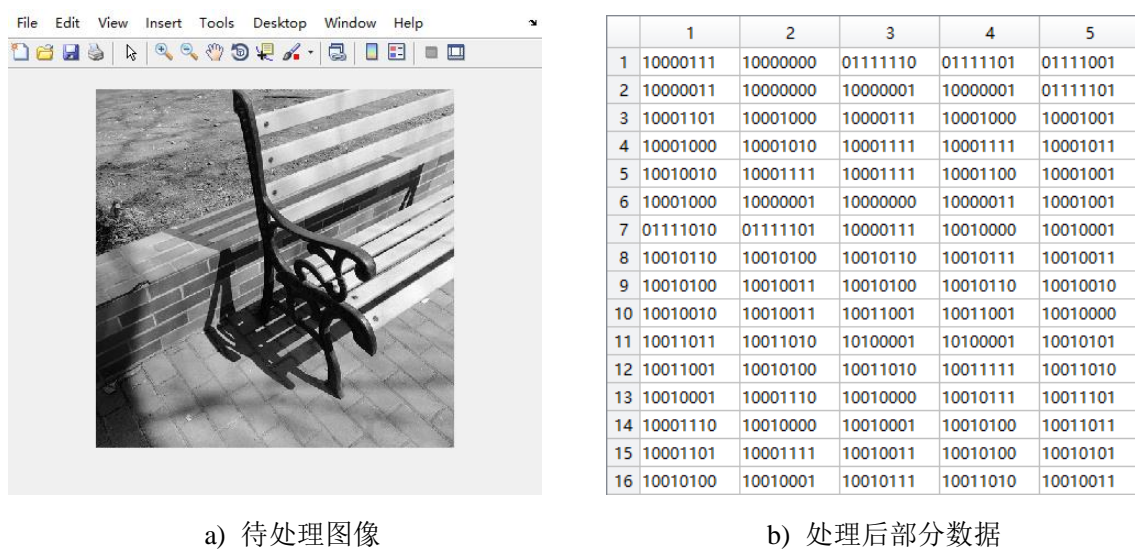 File Edit View Insert Tools Desktop Window Help
1 2 3 4 5
1 10000111 10000000 01111110 01111101 01111001
2 10000011 10000000 10000001 10000001 01111101
3 10001101 10001000 10000111 10001000 10001001
4 10001000 10001010 10001111 10001111 10001011
5 10010010 10001111 10001111 10001100 10001001
6 10001000 10000001 10000000 10000011 10001001
7 01111010 01111101 10000111 10010000 10010001
8 10010110 10010100 10010110 10010111 10010011
9 10010100 10010011 10010100 10010110 10010010
10 10010010 10010011 10011001 10011001 10010000
11 10011011 10011010 10100001 10100001 10010101
12 10011001 10010100 10011010 10011111 10011010
13 10010001 10001110 10010000 10010111 10011101
14 10001110 10010000 10010001 10010100 10011011
15 10001101 10001111 10010011 10010100 10010101
16 10010100 10010001 10010111 10011010 10010011
a) 待处理图像
b) 处理后部分数据